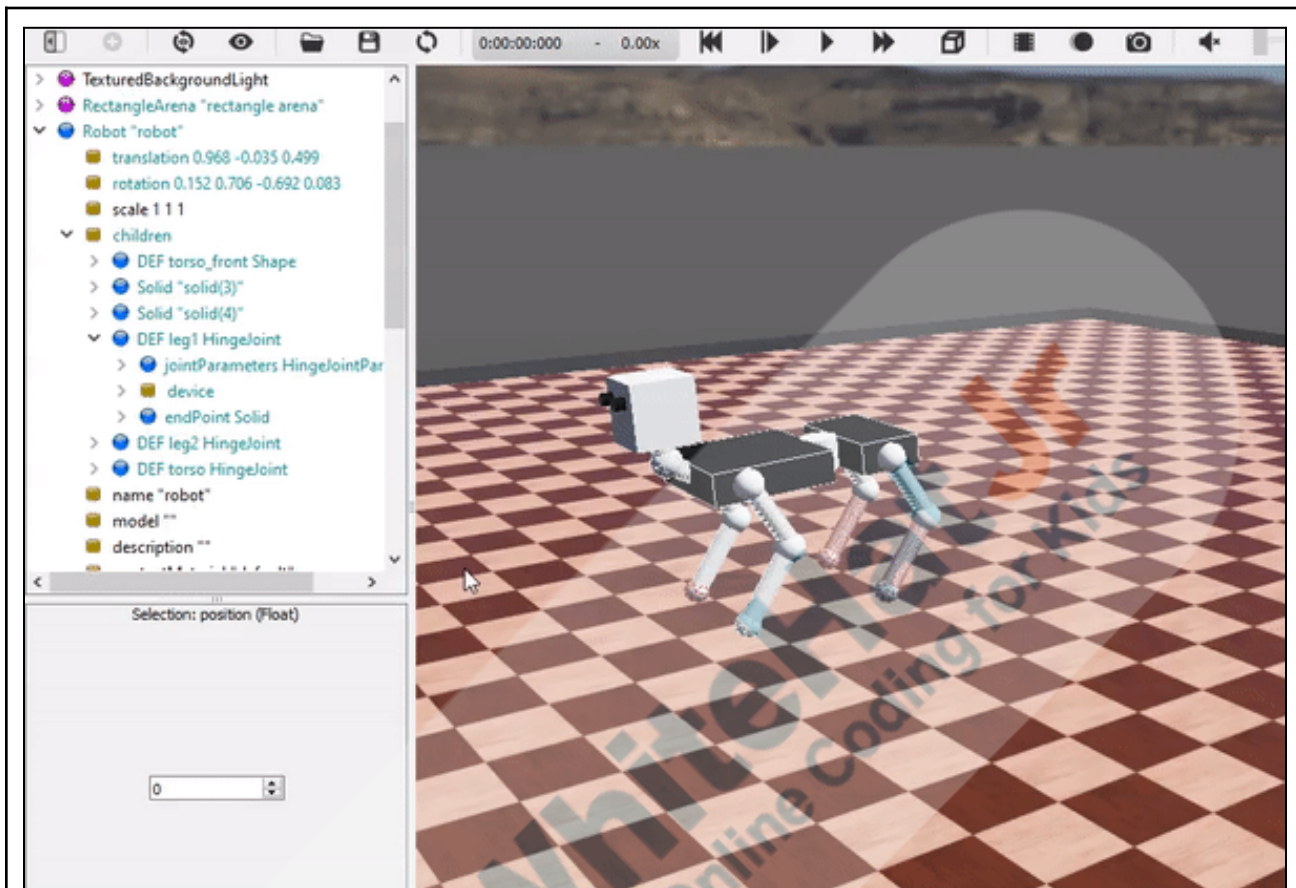 0:00:00:000 - 0.00x
TexturedBackgroundLight
RectangleArena "rectangle arena"
Robot "robot"
translation 0.968 -0.035 0.499
rotation 0.152 0.706 -0.692 0.083
scale 1 1 1
children
DEF torso_front Shape
Solid "solid(3)"
Solid "solid(4)"
DEF leg1 HingeJoint
jointParameters HingeJointPar
device
endPoint Solid
DEF leg2 HingeJoint
DEF torso HingeJoint
name "robot"
model ""
description ""
Selection: position (Float)
0
WhiteHat Jr
Online Coding for Kids